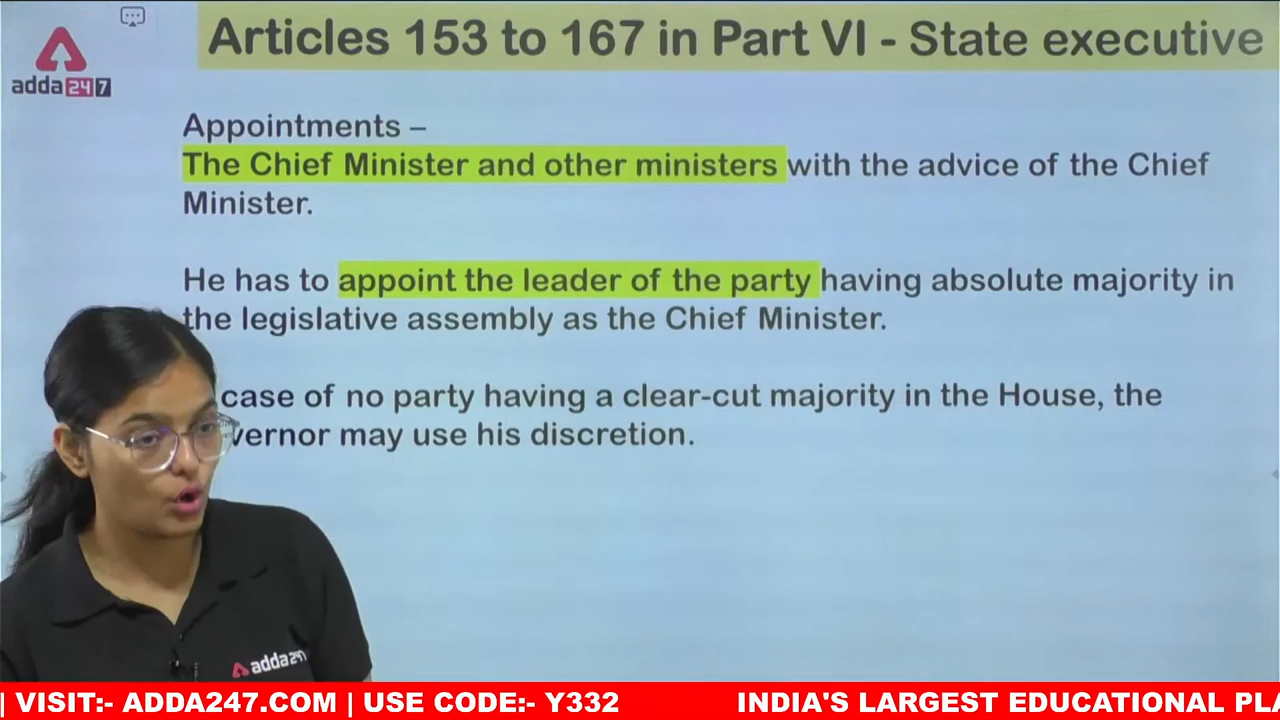 Articles 153 to 167 in Part VI - State executive
adda247
Appointments –
The Chief Minister and other ministers with the advice of the Chief
Minister.
He has to appoint the leader of the party having absolute majority in
the legislative assembly as the Chief Minister.
case of no party having a clear-cut majority in the House, the
vernor may use his discretion.
adda247
| VISIT:- ADDA247.COM | USE CODE:- Y332 INDIA'S LARGEST EDUCATIONAL PLA